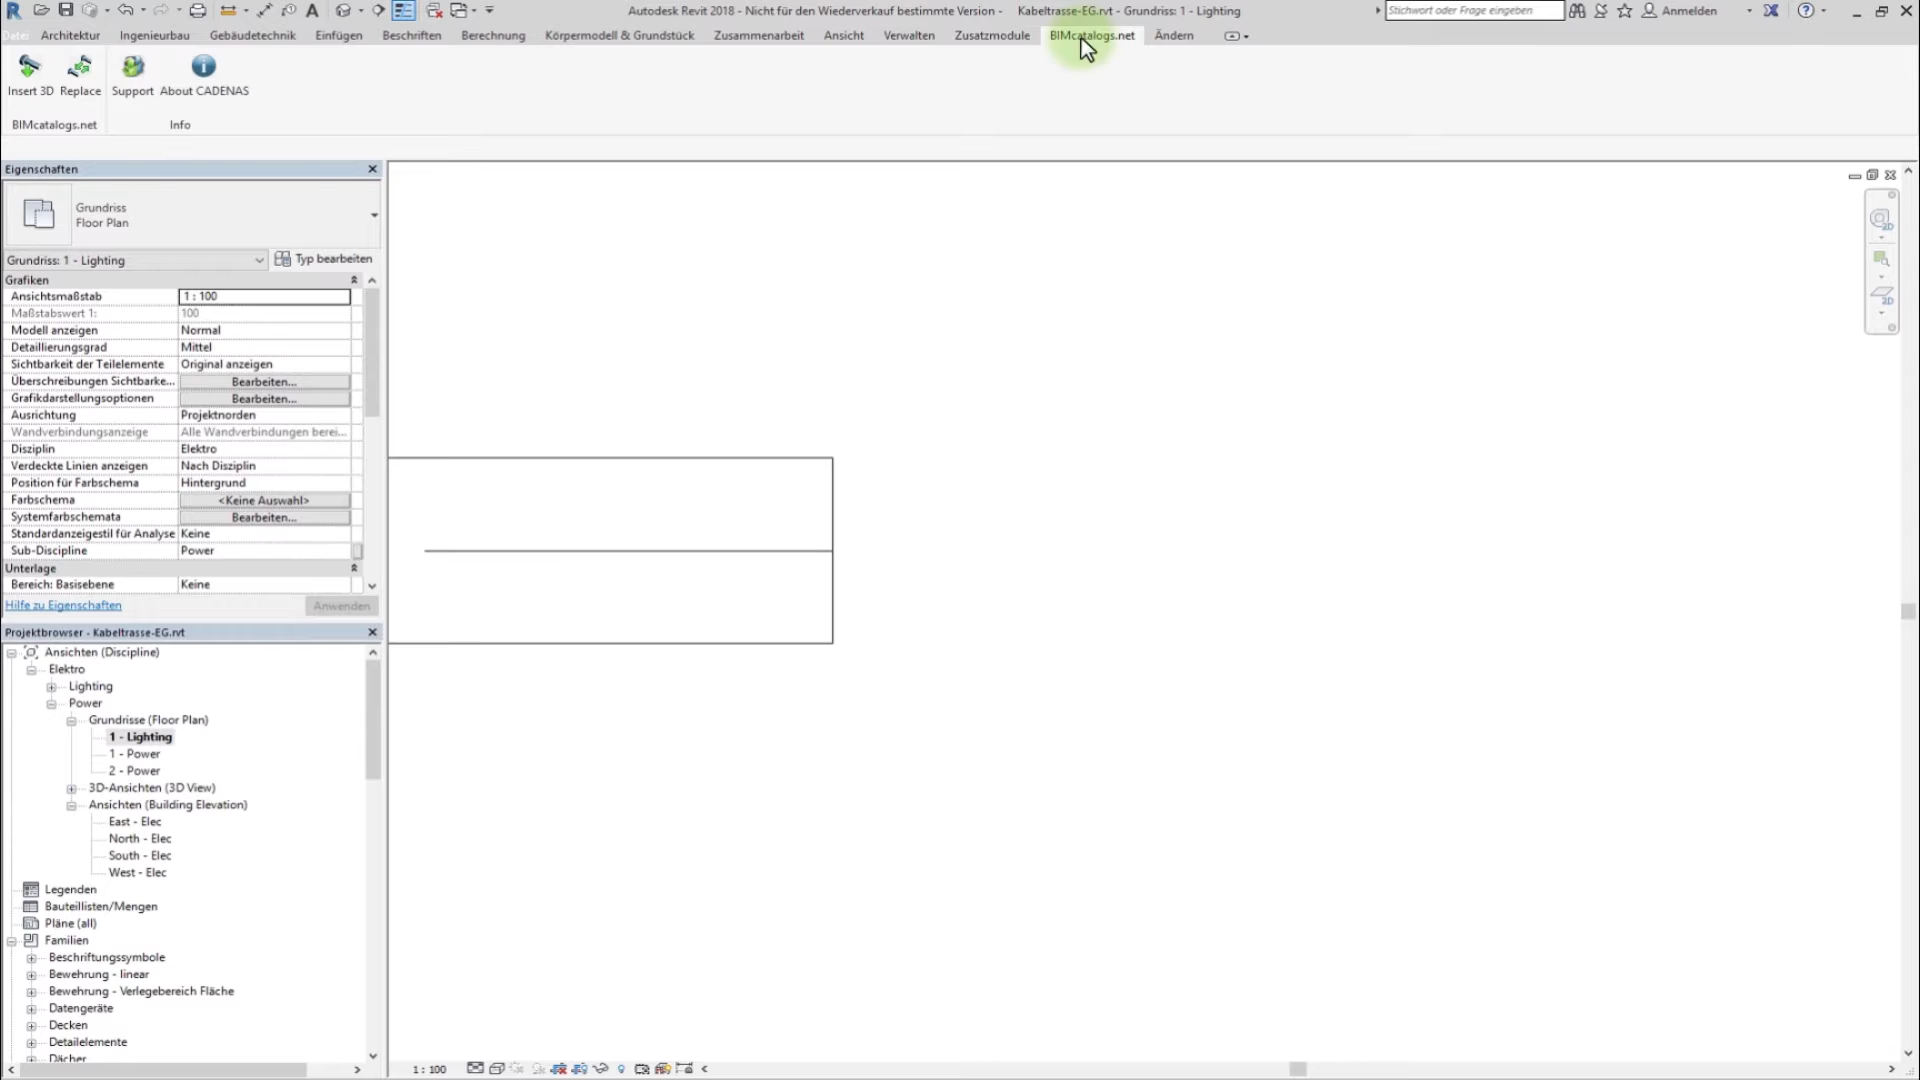 Autodesk Revit 2018 - Nicht für den Wiederverkauf bestimmte Version - Kabeltrasse-EG.rvt - Grundriss: 1 - Lighting
Stichwort oder Frage eingeben
Anmelden
Datei Architektur Ingenieurbau Gebäudetechnik Einfügen Beschriften Berechnung Körpermodell & Grundstück Zusammenarbeit Ansicht Verwalten Zusatzmodule BIMcatalogs.net Ändern
Insert 3D Replace Support About CADENAS
BIMcatalogs.net Info
Eigenschaften
Grundriss
Floor Plan
Grundriss: 1 - Lighting Typ bearbeiten
Grafiken
Ansichtsmaßstab 1 : 100
Maßstabswert 1: 100
Modell anzeigen Normal
Detaillierungsgrad Mittel
Sichtbarkeit der Teilelemente Original anzeigen
Überschreibungen Sichtbarke... Bearbeiten...
Grafikdarstellungsoptionen Bearbeiten...
Ausrichtung Projektnorden
Wandverbindungsanzeige Alle Wandverbindungen berei...
Disziplin Elektro
Verdeckte Linien anzeigen Nach Disziplin
Position für Farbschema Hintergrund
Farbschema <Keine Auswahl>
Systemfarbschemata Bearbeiten...
Standardanzeigestil für Analyse Keine
Sub-Discipline Power
Unterlage
Bereich: Basisebene Keine
Hilfe zu Eigenschaften Anwenden
Projektbrowser - Kabeltrasse-EG.rvt
Ansichten (Discipline)
Elektro
Lighting
Power
Grundrisse (Floor Plan)
1 - Lighting
1 - Power
2 - Power
3D-Ansichten (3D View)
Ansichten (Building Elevation)
East - Elec
North - Elec
South - Elec
West - Elec
Legenden
Bauteillisten/Mengen
Pläne (all)
Familien
Beschriftungssymbole
Bewehrung - linear
Bewehrung - Verlegebereich Fläche
Datengeräte
Decken
Detailelemente
Dächer
1 : 100